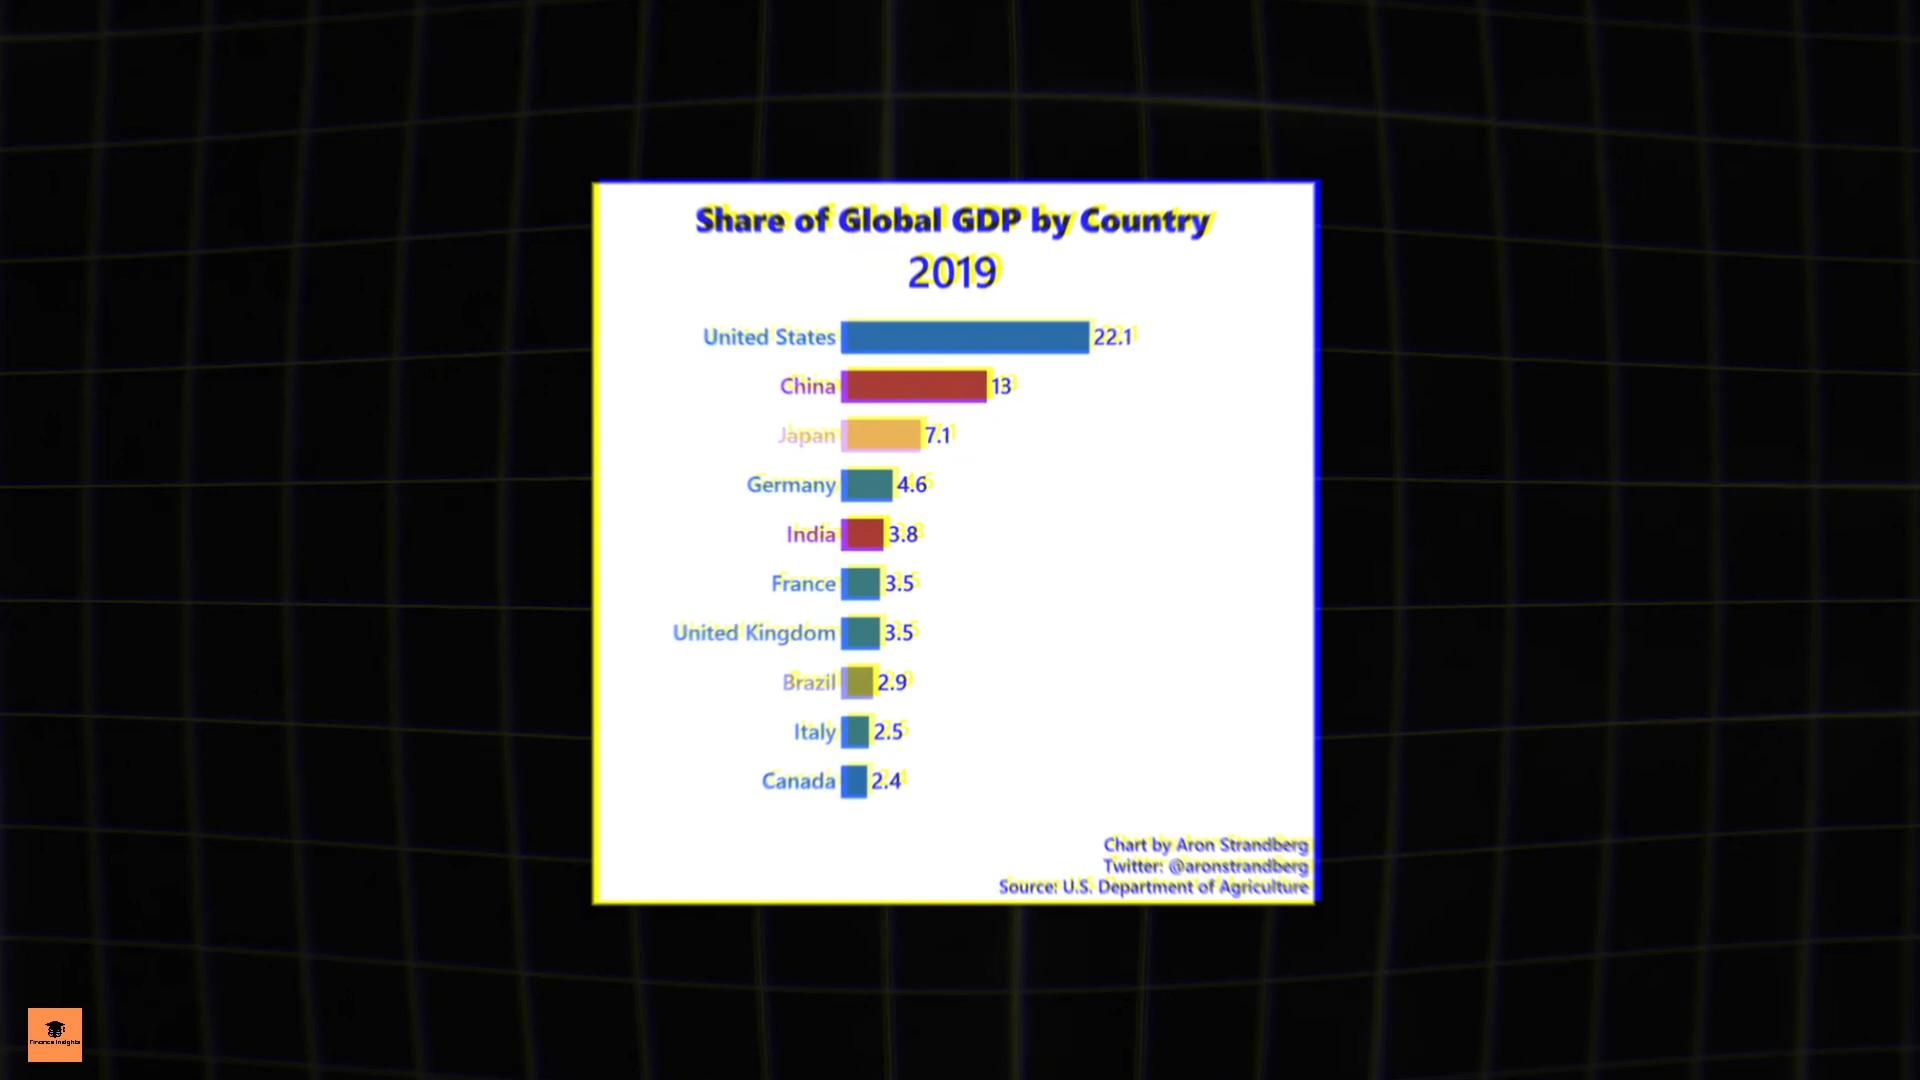 Share of Global GDP by Country
2019
United States 22.1
China 13
Japan 7.1
Germany 4.6
India 3.8
France 3.5
United Kingdom 3.5
Brazil 2.9
Italy 2.5
Canada 2.4
Chart by Aron Strandberg
Twitter: @aronstrandberg
Source: U.S. Department of Agriculture
Finance Insights